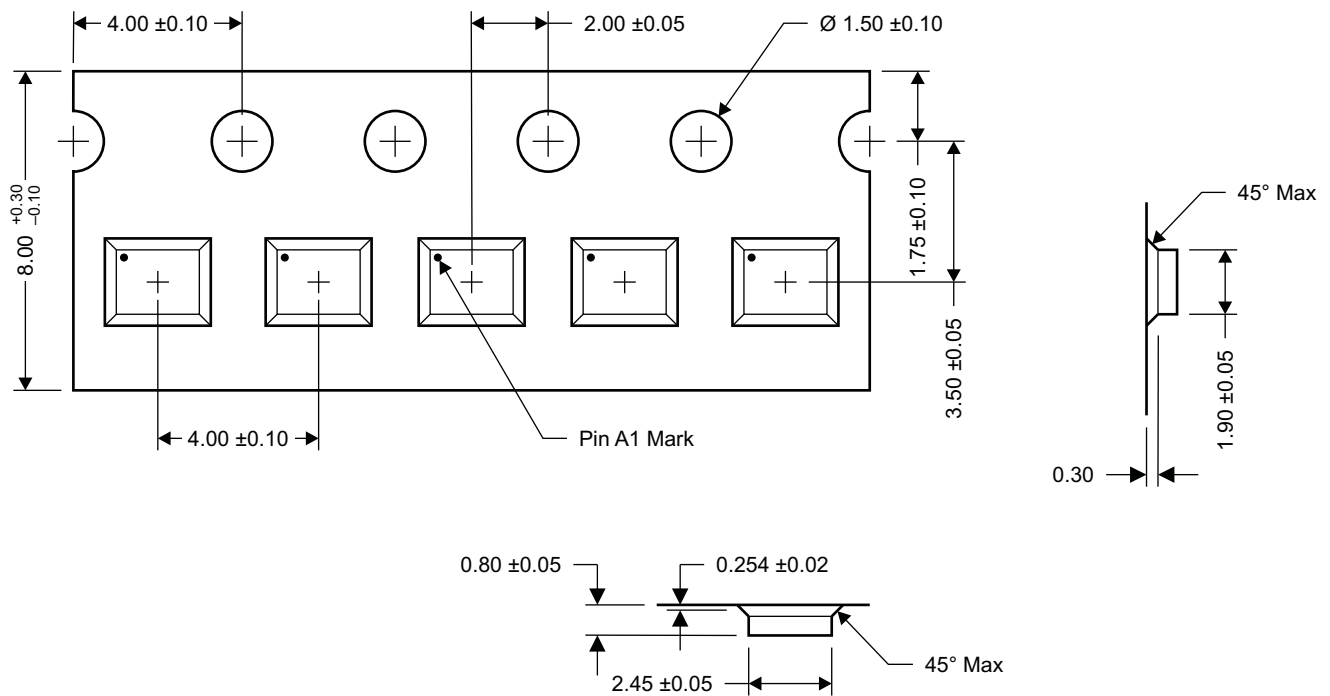 4.00 ±0.10
2.00 ±0.05
Ø 1.50 ±0.10
8.00 +0.30 –0.10
1.75 ±0.10
3.50 ±0.05
45° Max
1.90 ±0.05
0.30
4.00 ±0.10
Pin A1 Mark
0.80 ±0.05
0.254 ±0.02
2.45 ±0.05
45° Max